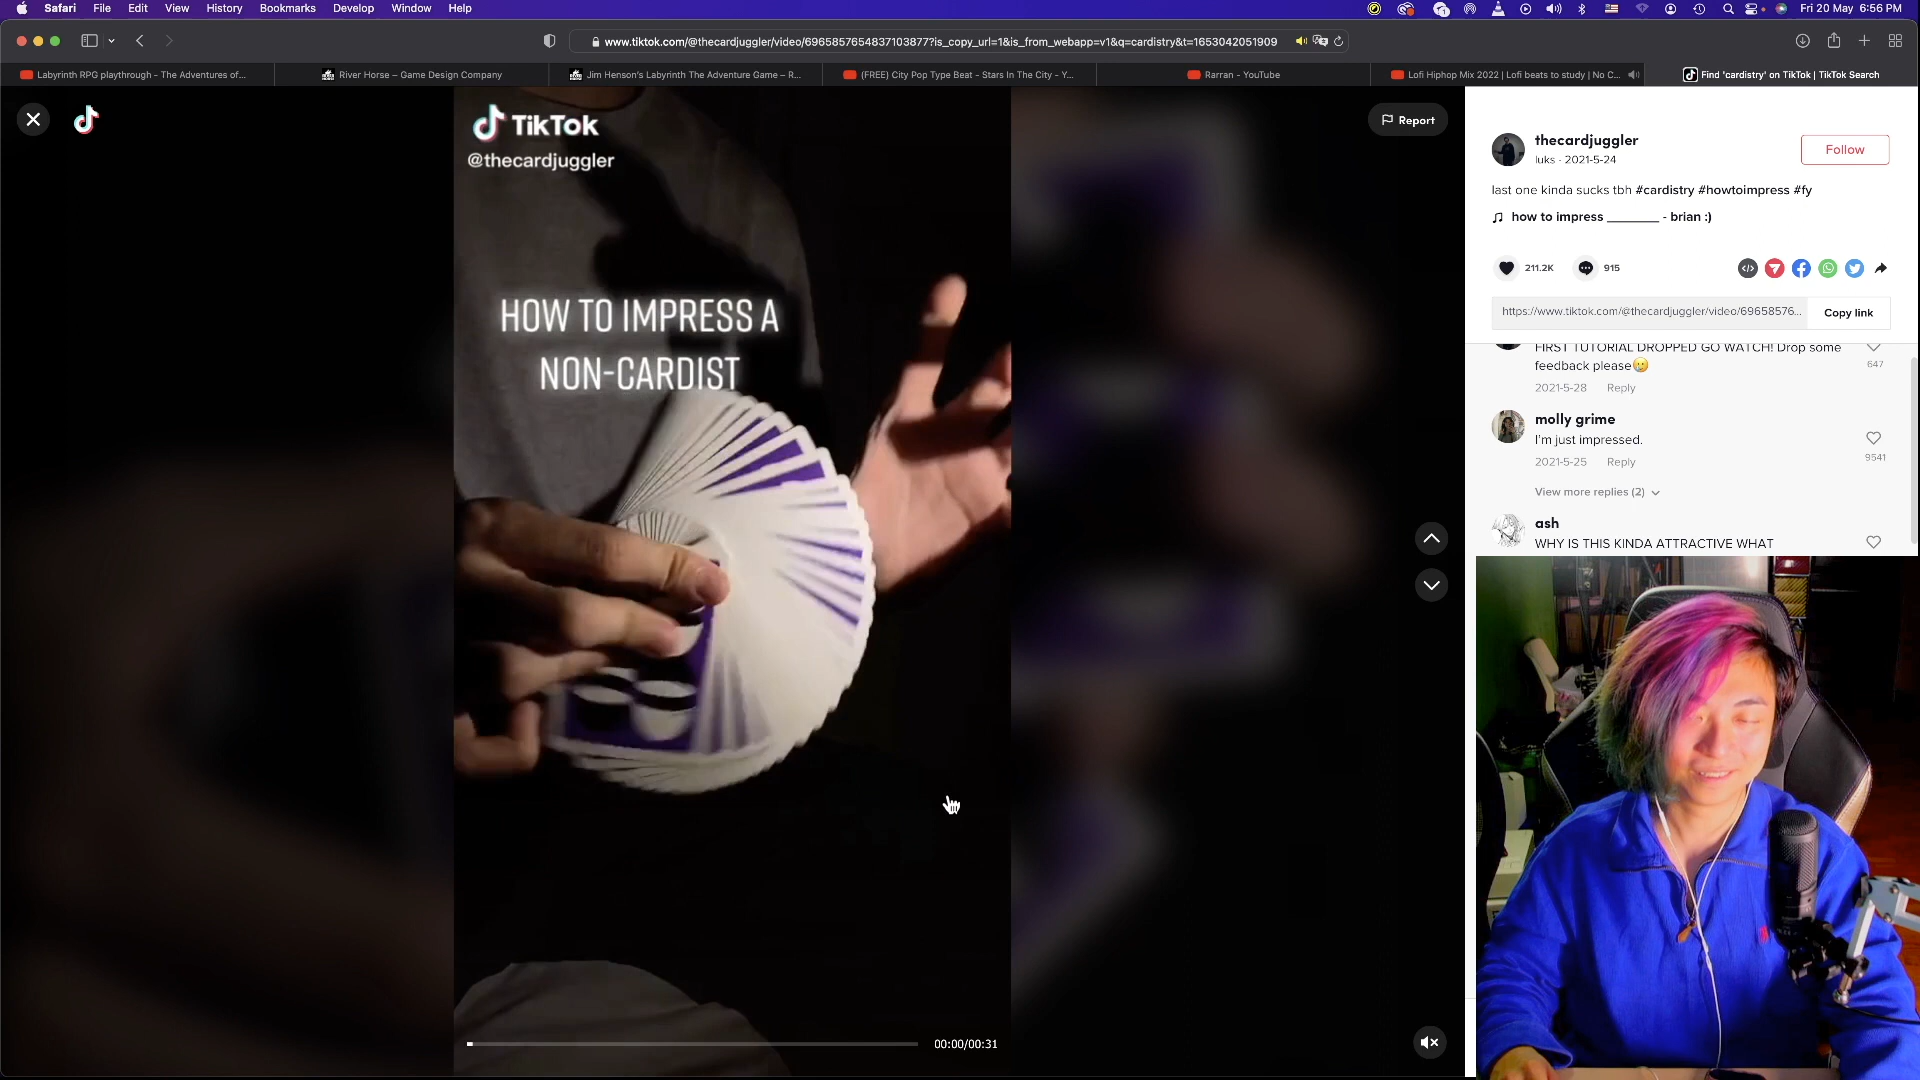 Safari File Edit View History Bookmarks Develop Window Help
Fri 20 May 6:56 PM
www.tiktok.com/@thecardjuggler/video/6965857654837103877?is_copy_url=1&is_from_webapp=v1&q=cardistry&t=1653042051909
Labyrinth RPG playthrough - The Adventures of...
River Horse – Game Design Company
Jim Henson's Labyrinth The Adventure Game – R...
(FREE) City Pop Type Beat - Stars In The City - Y...
Rarran - YouTube
Lofi Hiphop Mix 2022 | Lofi beats to study | No C...
Find 'cardistry' on TikTok | TikTok Search
TikTok
@thecardjuggler
Report
HOW TO IMPRESS A
NON-CARDIST
00:00/00:31
thecardjuggler
luks · 2021-5-24
Follow
last one kinda sucks tbh #cardistry #howtoimpress #fy
how to impress ________ - brian :)
211.2K
915
https://www.tiktok.com/@thecardjuggler/video/69658576...
Copy link
FIRST TUTORIAL DROPPED GO WATCH! Drop some
feedback please🥲
647
2021-5-28 Reply
molly grime
I'm just impressed.
9541
2021-5-25 Reply
View more replies (2)
ash
WHY IS THIS KINDA ATTRACTIVE WHAT